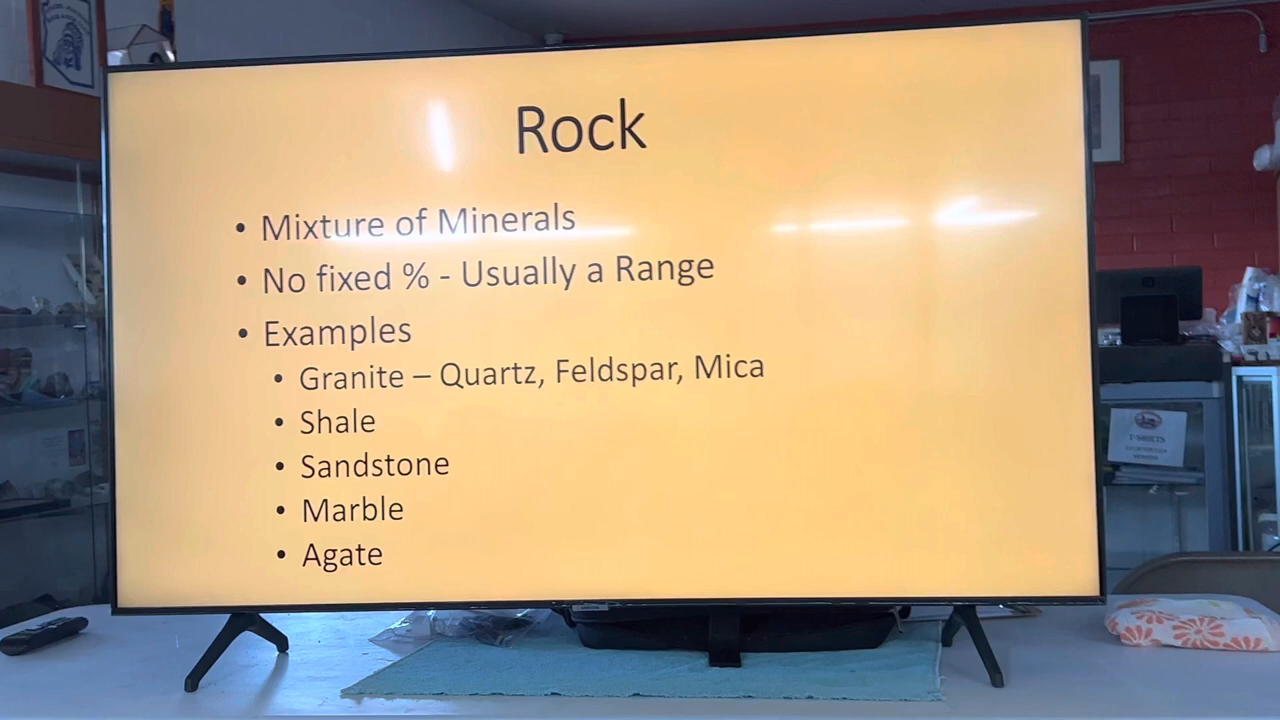 Rock
• Mixture of Minerals
• No fixed % - Usually a Range
• Examples
• Granite – Quartz, Feldspar, Mica
• Shale
• Sandstone
• Marble
• Agate
T-SHIRTS